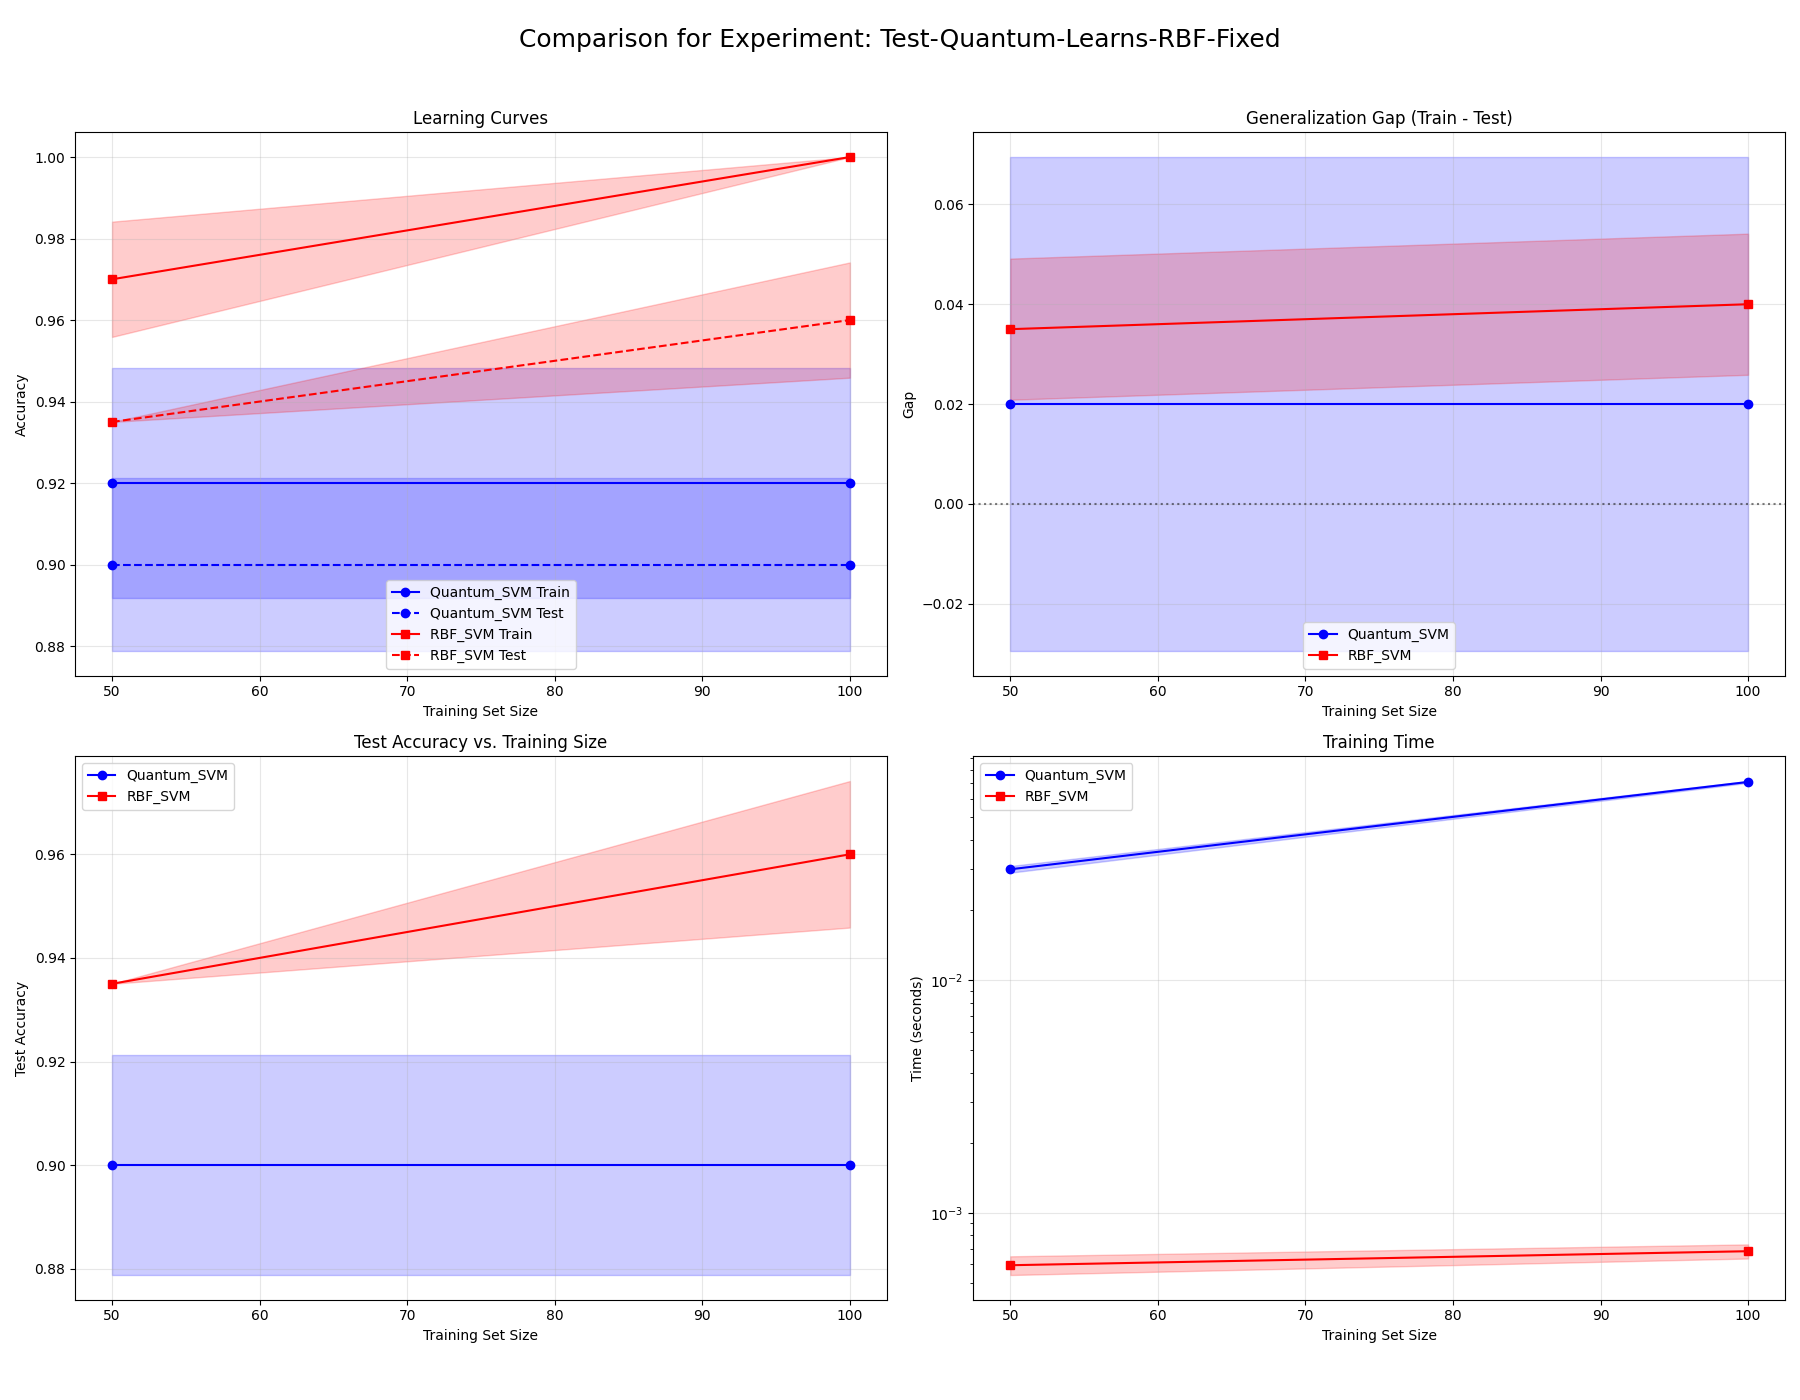 Comparison for Experiment: Test-Quantum-Learns-RBF-Fixed
Learning Curves
1.00
0.98
0.96
0.94
0.92
0.90
0.88
Accuracy
50 60 70 80 90 100
Training Set Size
Quantum_SVM Train
Quantum_SVM Test
RBF_SVM Train
RBF_SVM Test
Generalization Gap (Train - Test)
0.06
0.04
0.02
0.00
−0.02
Gap
50 60 70 80 90 100
Training Set Size
Quantum_SVM
RBF_SVM
Test Accuracy vs. Training Size
Quantum_SVM
RBF_SVM
0.96
0.94
0.92
0.90
0.88
Test Accuracy
50 60 70 80 90 100
Training Set Size
Training Time
Quantum_SVM
RBF_SVM
10⁻²
10⁻³
Time (seconds)
50 60 70 80 90 100
Training Set Size